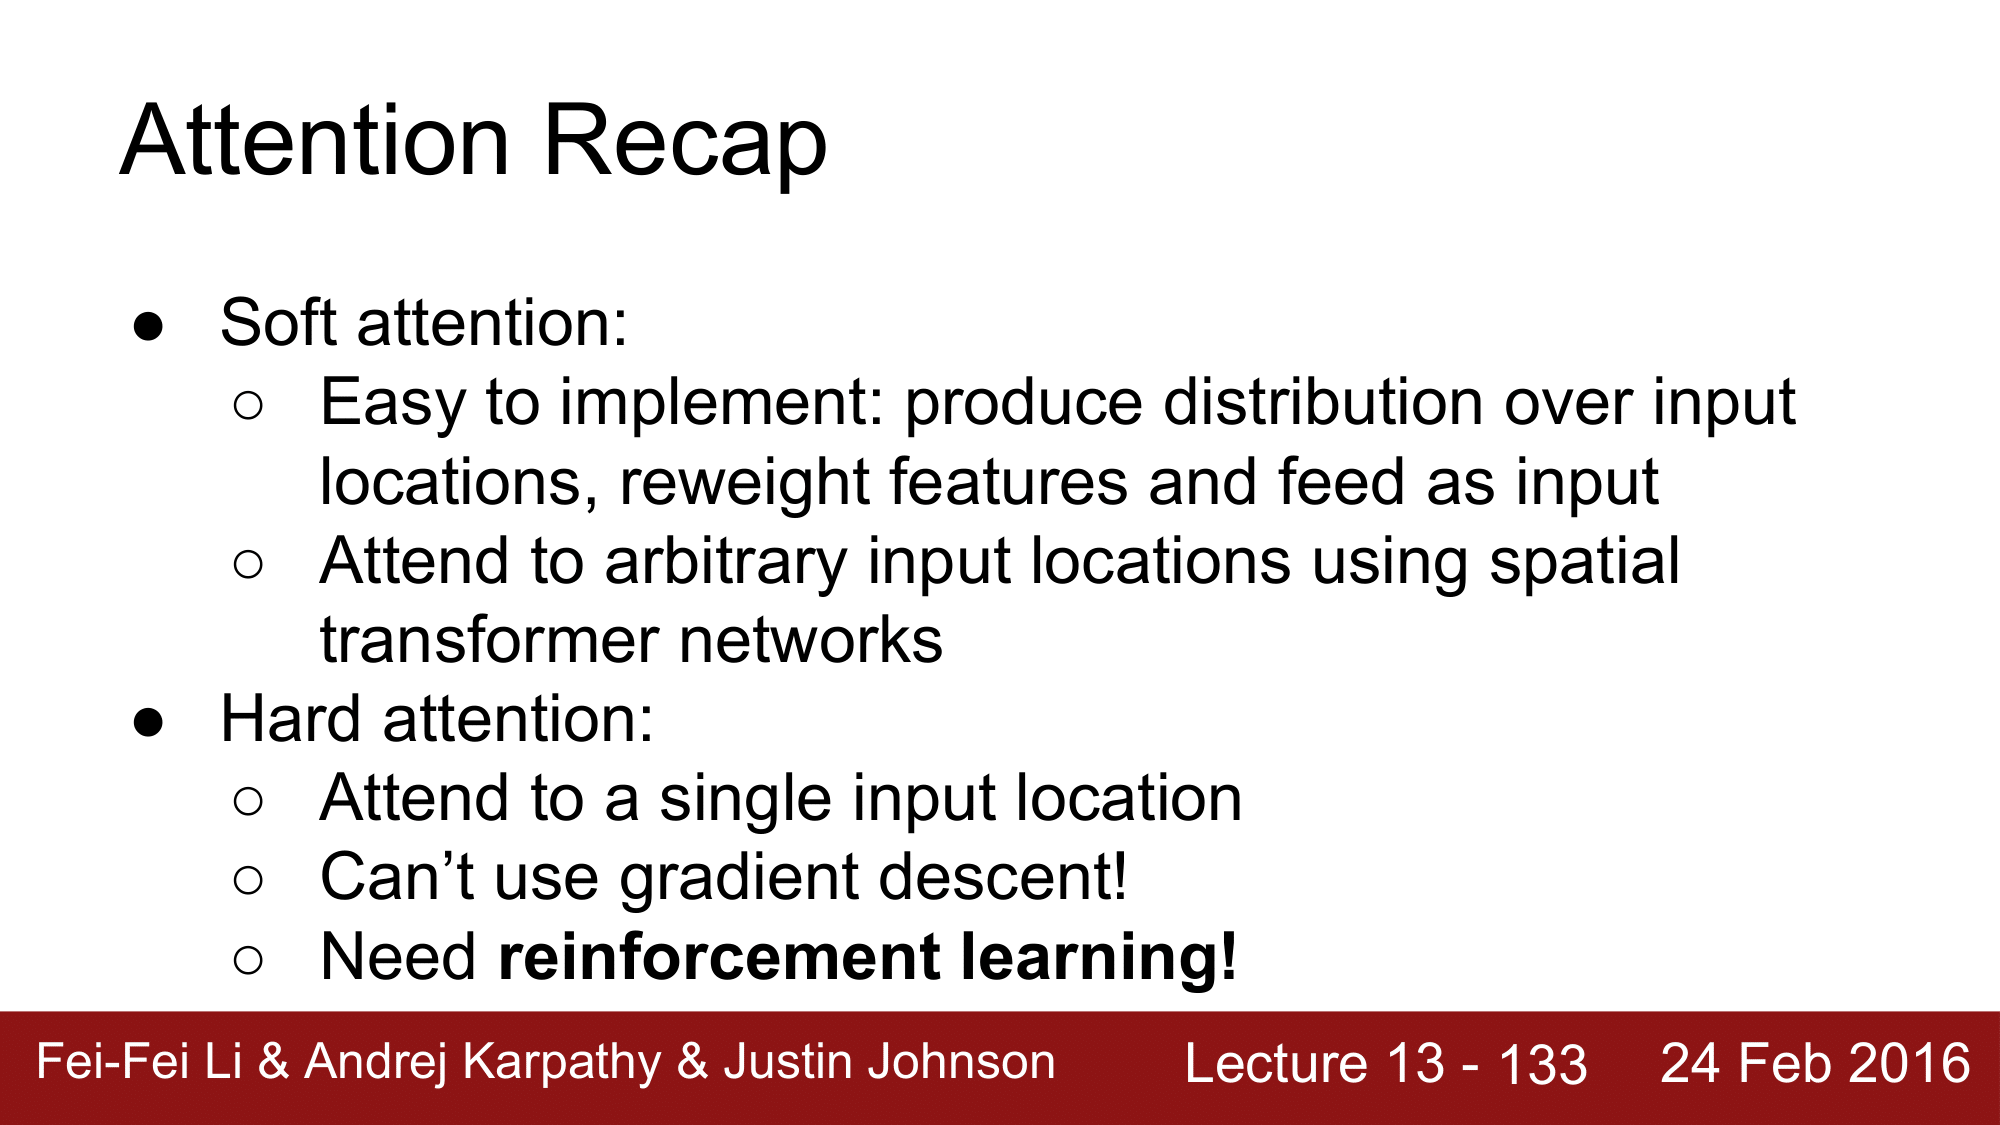 Attention Recap
● Soft attention:
○ Easy to implement: produce distribution over input
locations, reweight features and feed as input
○ Attend to arbitrary input locations using spatial
transformer networks
● Hard attention:
○ Attend to a single input location
○ Can’t use gradient descent!
○ Need reinforcement learning!
Fei-Fei Li & Andrej Karpathy & Justin Johnson Lecture 13 - 133 24 Feb 2016